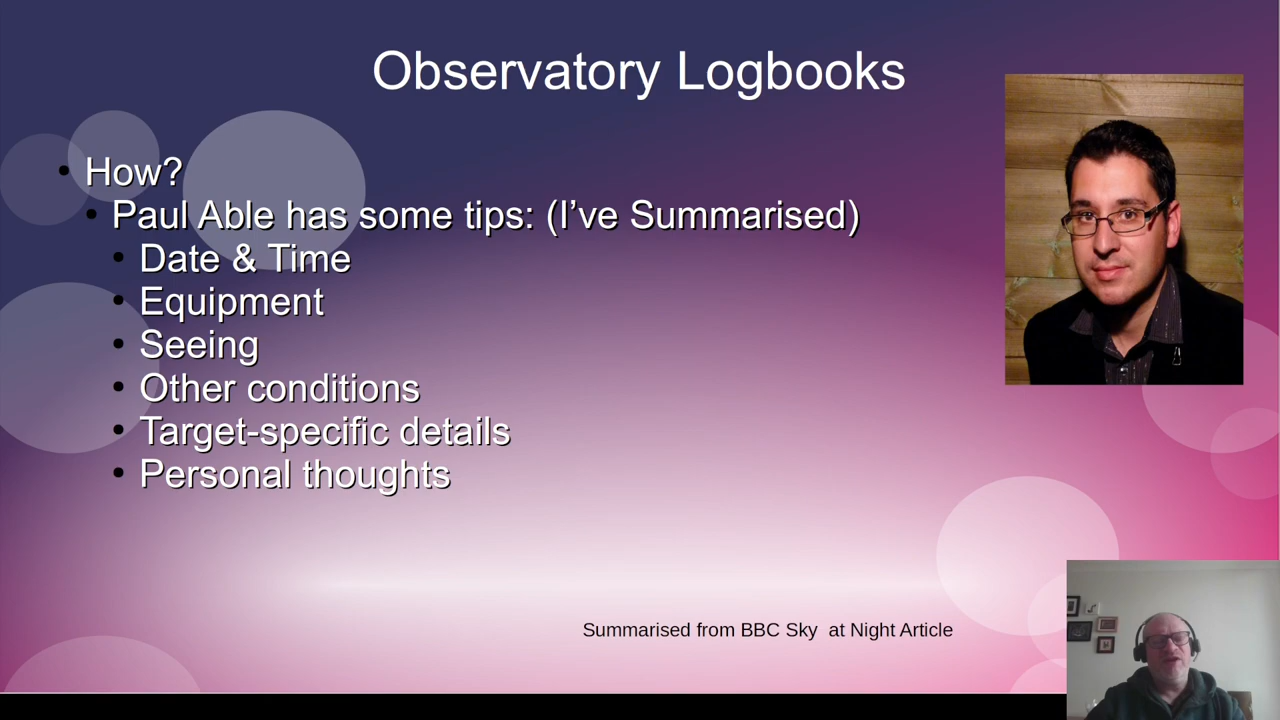 Observatory Logbooks
How?
Paul Able has some tips: (I’ve Summarised)
Date & Time
Equipment
Seeing
Other conditions
Target-specific details
Personal thoughts
Summarised from BBC Sky  at Night Article